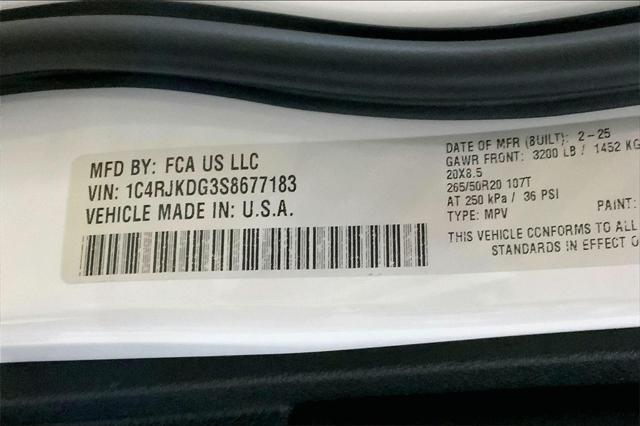 MFD BY: FCA US LLC
VIN: 1C4RJKDG3S8677183
VEHICLE MADE IN: U.S.A.
DATE OF MFR (BUILT): 2-25
GAWR FRONT: 3200 LB / 1452 KG
20X8.5
265/50R20 107T
AT 250 kPa / 36 PSI
TYPE: MPV PAINT:
THIS VEHICLE CONFORMS TO ALL
STANDARDS IN EFFECT O